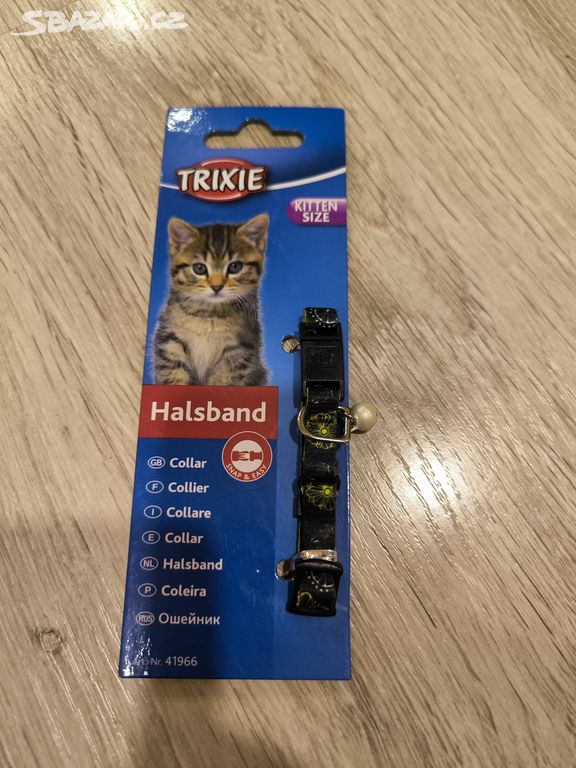 SBAZAR.CZ
TRIXIE
KITTEN
SIZE
Halsband
SNAP & EASY
GB Collar
F Collier
I Collare
E Collar
NL Halsband
P Coleira
RUS Ошейник
Art.-Nr. 41966